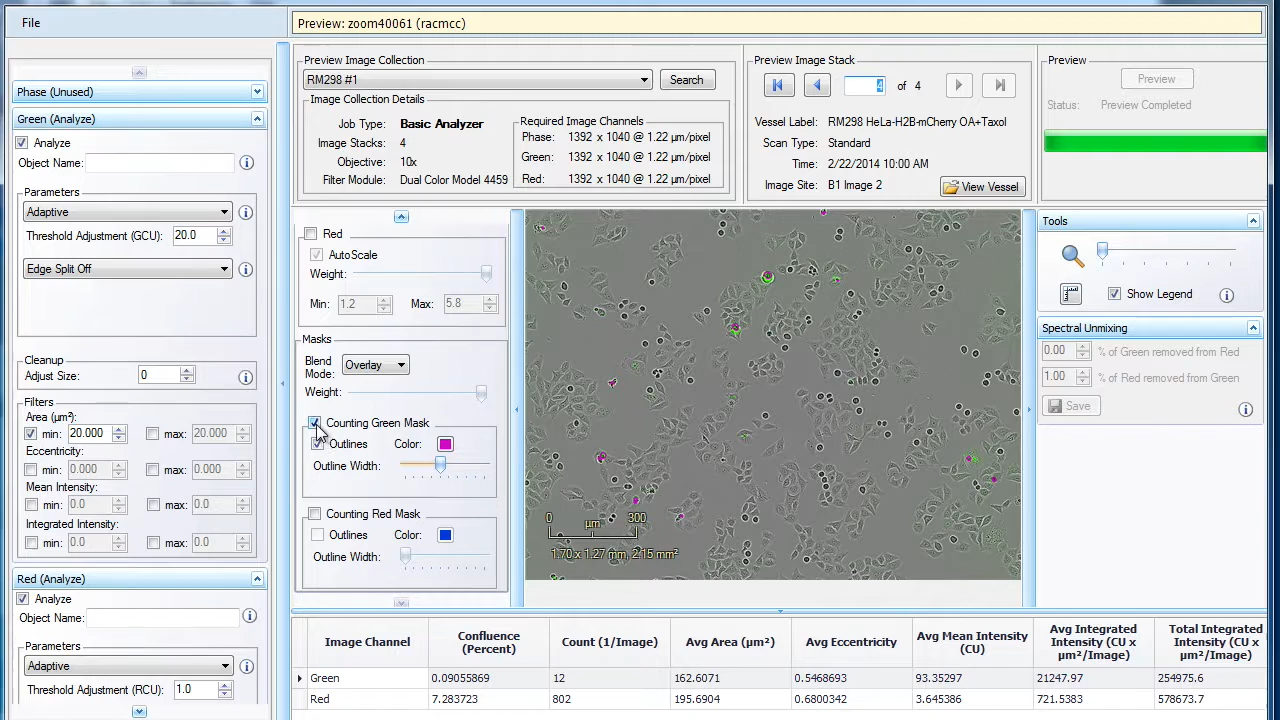 File
Preview: zoom40061 (racmcc)
Phase (Unused)
Green (Analyze)
Analyze
Object Name:
Parameters
Adaptive
Threshold Adjustment (GCU): 20.0
Edge Split Off
Cleanup
Adjust Size: 0
Filters
Area (µm²):
min: 20.000 max: 20.000
Eccentricity:
min: 0.000 max: 0.000
Mean Intensity:
min: 0.0 max: 0.0
Integrated Intensity:
min: 0.0 max: 0.0
Red (Analyze)
Analyze
Object Name:
Parameters
Adaptive
Threshold Adjustment (RCU): 1.0
Preview Image Collection
RM298 #1
Search
Image Collection Details
Job Type: Basic Analyzer
Image Stacks: 4
Objective: 10x
Filter Module: Dual Color Model 4459
Required Image Channels
Phase: 1392 x 1040 @ 1.22 µm/pixel
Green: 1392 x 1040 @ 1.22 µm/pixel
Red: 1392 x 1040 @ 1.22 µm/pixel
Preview Image Stack
4 of 4
Vessel Label: RM298 HeLa-H2B-mCherry OA+Taxol
Scan Type: Standard
Time: 2/22/2014 10:00 AM
Image Site: B1 Image 2
View Vessel
Preview
Preview
Status: Preview Completed
Red
AutoScale
Weight:
Min: 1.2 Max: 5.8
Masks
Blend
Mode: Overlay
Weight:
Counting Green Mask
Outlines Color:
Outline Width:
Counting Red Mask
Outlines Color:
Outline Width:
0 µm 300
1.70 x 1.27 mm, 2.15 mm²
Tools
Show Legend
Spectral Unmixing
0.00 % of Green removed from Red
1.00 % of Red removed from Green
Save
Image Channel Confluence (Percent) Count (1/Image) Avg Area (µm²) Avg Eccentricity Avg Mean Intensity (CU) Avg Integrated Intensity (CU x µm²/Image) Total Integrated Intensity (CU x µm²/Image)
Green 0.09055869 12 162.6071 0.5468693 93.35297 21247.97 254975.6
Red 7.283723 802 195.6904 0.6800342 3.645386 721.5383 578673.7